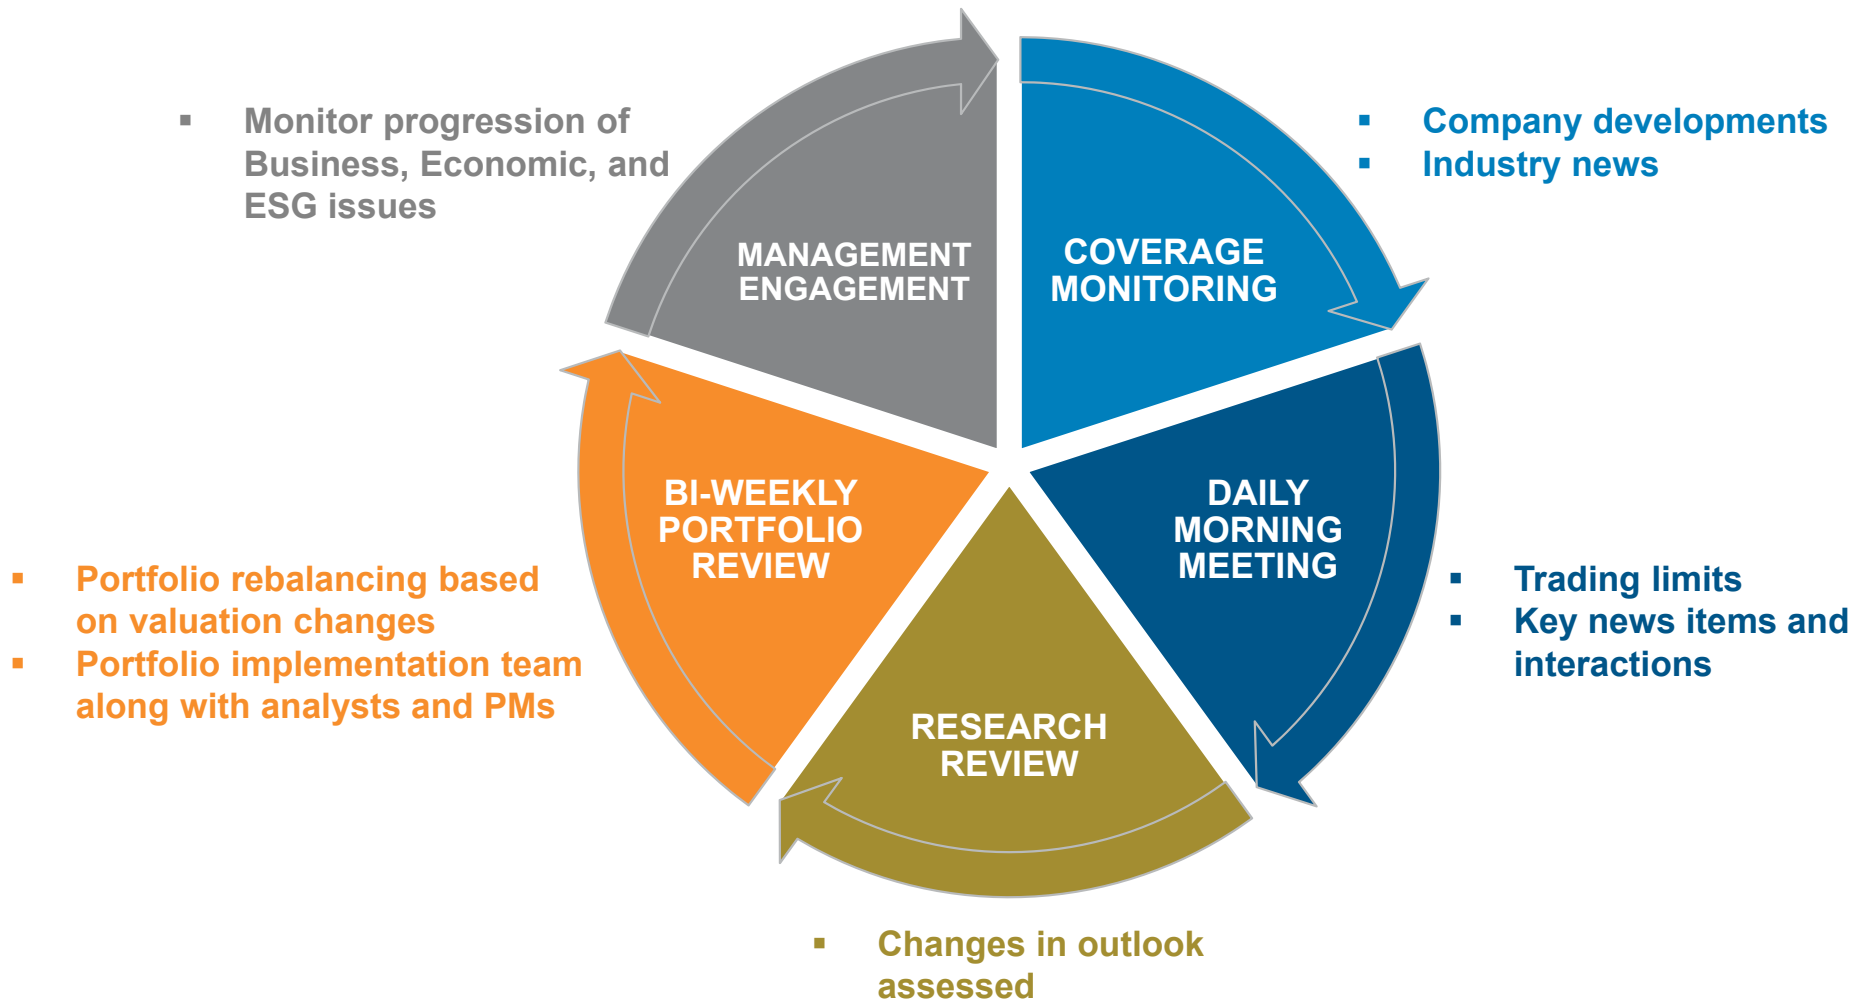 ▪ Monitor progression of
Business, Economic, and
ESG issues
▪ Company developments
▪ Industry news
MANAGEMENT
ENGAGEMENT
COVERAGE
MONITORING
BI-WEEKLY
PORTFOLIO
REVIEW
DAILY
MORNING
MEETING
▪ Portfolio rebalancing based
on valuation changes
▪ Portfolio implementation team
along with analysts and PMs
▪ Trading limits
▪ Key news items and
interactions
RESEARCH
REVIEW
▪ Changes in outlook
assessed